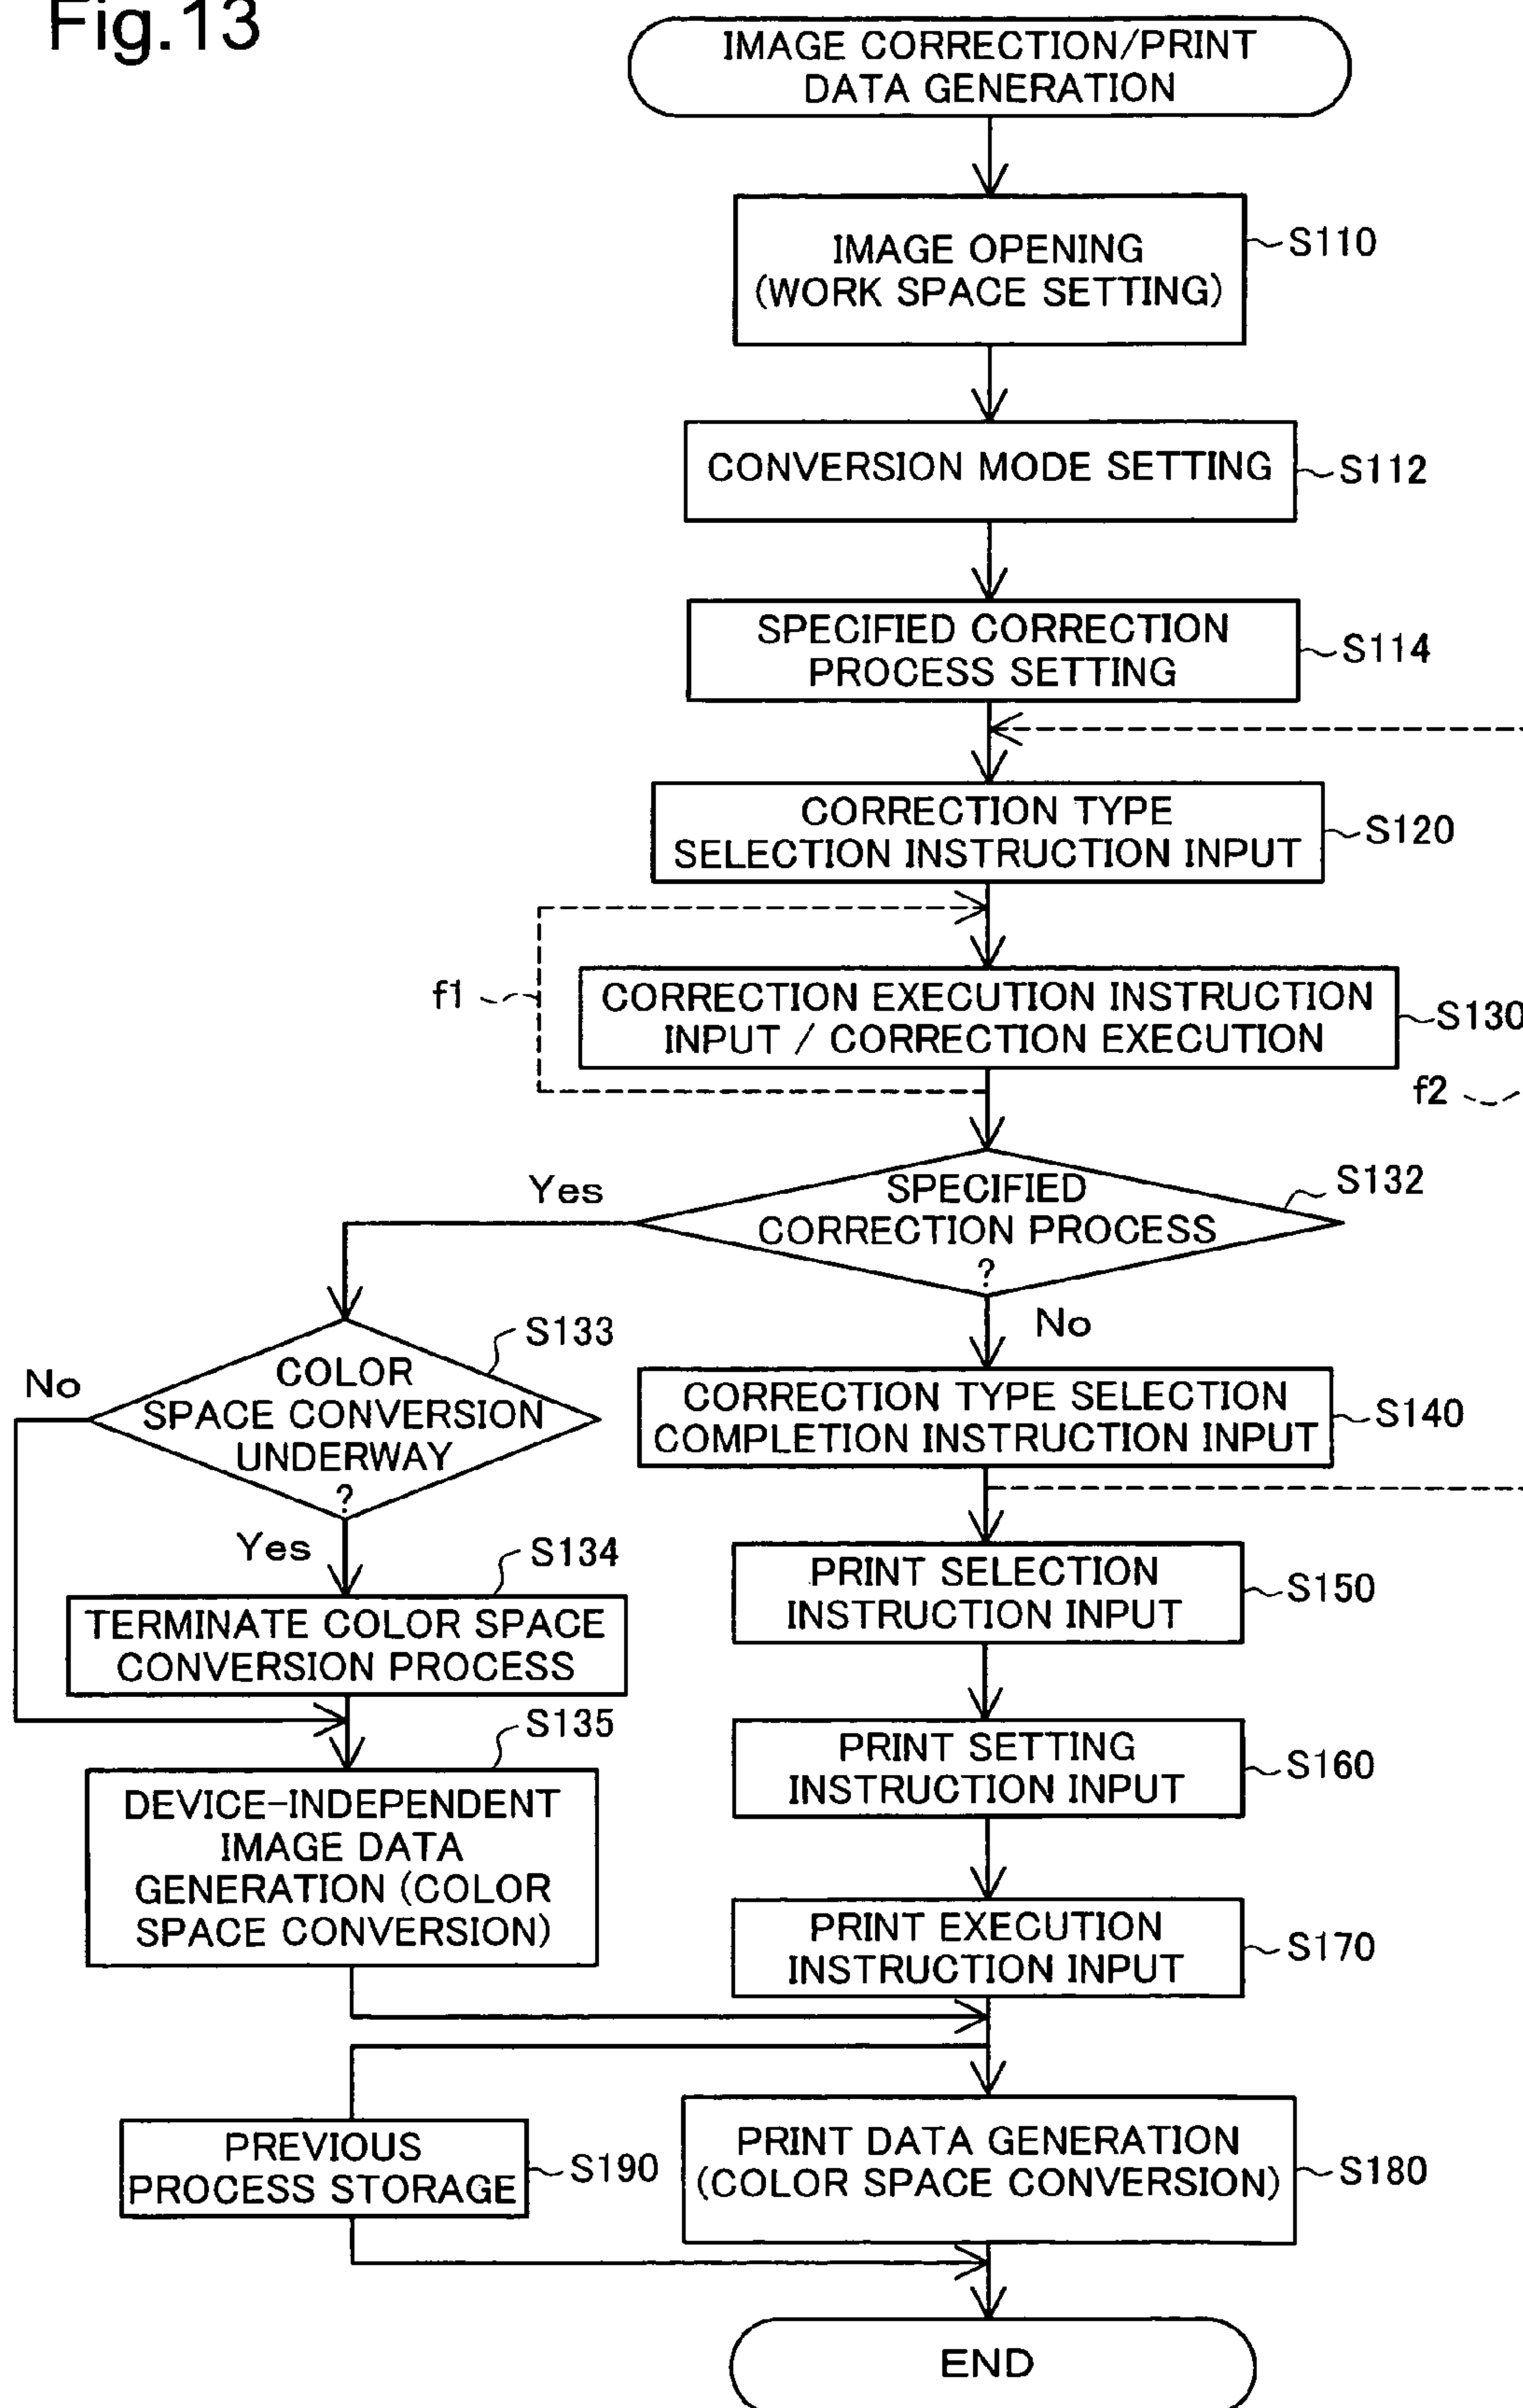 Fig.13
IMAGE CORRECTION/PRINT
DATA GENERATION
IMAGE OPENING
(WORK SPACE SETTING)
S110
CONVERSION MODE SETTING
S112
SPECIFIED CORRECTION
PROCESS SETTING
S114
CORRECTION TYPE
SELECTION INSTRUCTION INPUT
S120
f1
CORRECTION EXECUTION INSTRUCTION
INPUT / CORRECTION EXECUTION
S130
f2
Yes
SPECIFIED
CORRECTION PROCESS
?
S132
No
S133
No
COLOR
SPACE CONVERSION
UNDERWAY
?
Yes
CORRECTION TYPE SELECTION
COMPLETION INSTRUCTION INPUT
S140
S134
TERMINATE COLOR SPACE
CONVERSION PROCESS
PRINT SELECTION
INSTRUCTION INPUT
S150
S135
DEVICE-INDEPENDENT
IMAGE DATA
GENERATION (COLOR
SPACE CONVERSION)
PRINT SETTING
INSTRUCTION INPUT
S160
PRINT EXECUTION
INSTRUCTION INPUT
S170
PREVIOUS
PROCESS STORAGE
S190
PRINT DATA GENERATION
(COLOR SPACE CONVERSION)
S180
END